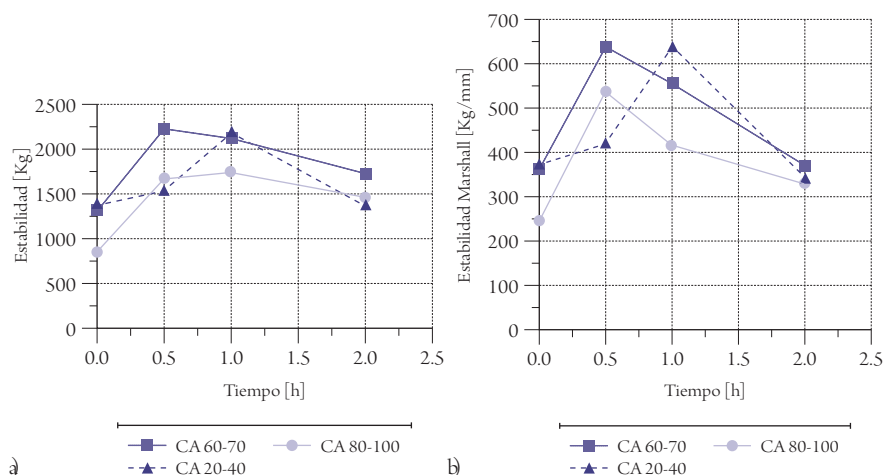 Estabilidad [Kg]
2500
2000
1500
1000
500
0
0.0 0.5 1.0 1.5 2.0 2.5
Tiempo [h]
CA 60-70 CA 80-100
CA 20-40
a)
Estabilidad Marshall [Kg/mm]
700
600
500
400
300
200
100
0
0.0 0.5 1.0 1.5 2.0 2.5
Tiempo [h]
CA 60-70 CA 80-100
CA 20-40
b)